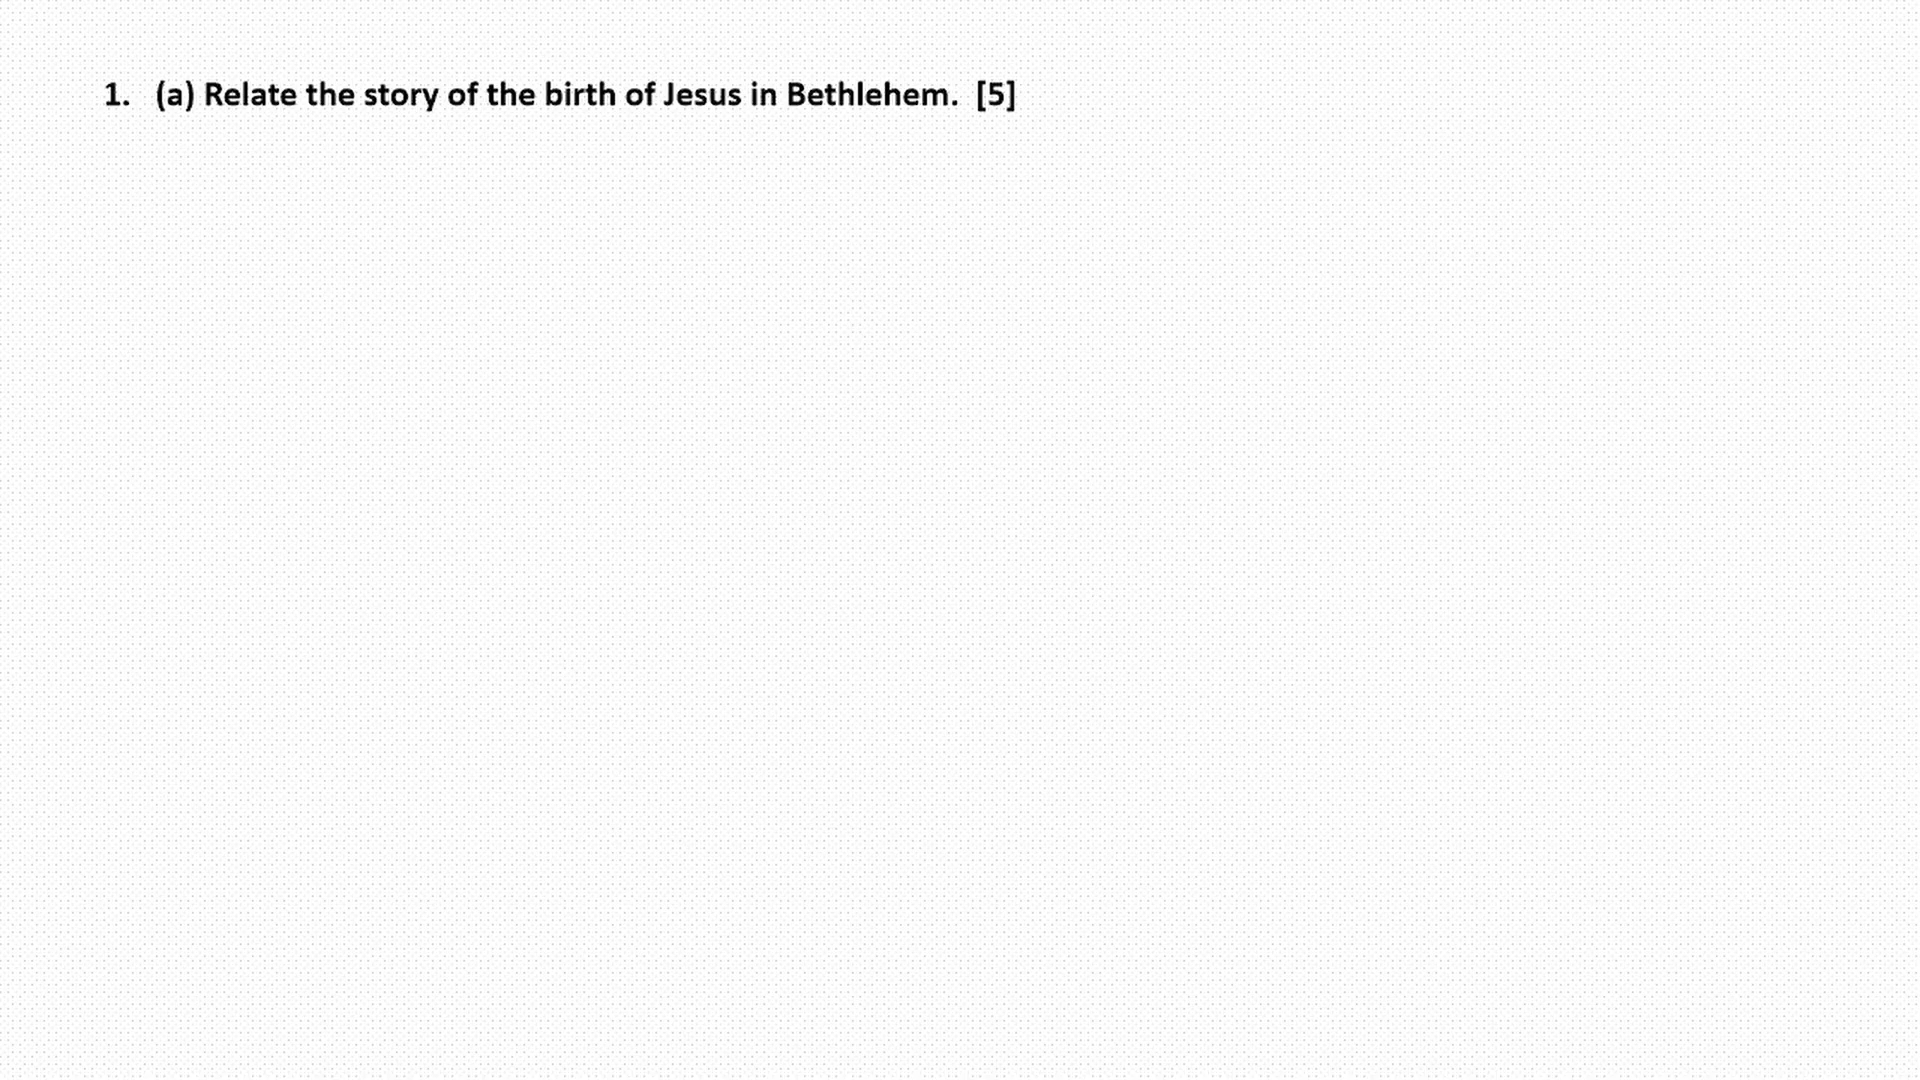 1. (a) Relate the story of the birth of Jesus in Bethlehem. [5]